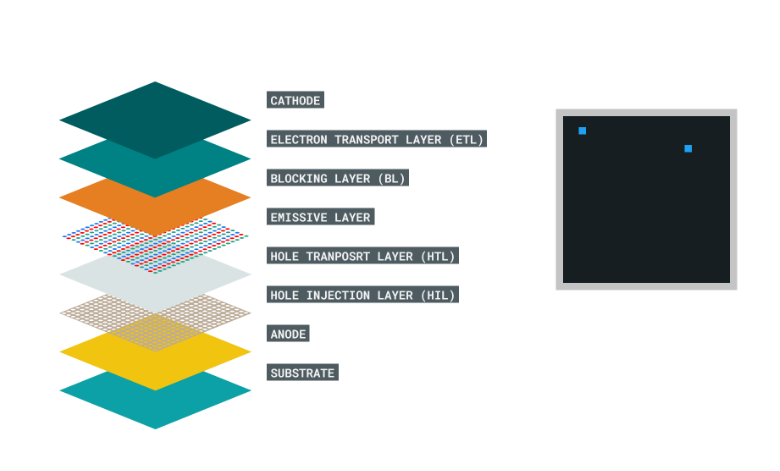 CATHODE
ELECTRON TRANSPORT LAYER (ETL)
BLOCKING LAYER (BL)
EMISSIVE LAYER
HOLE TRANPOSRT LAYER (HTL)
HOLE INJECTION LAYER (HIL)
ANODE
SUBSTRATE